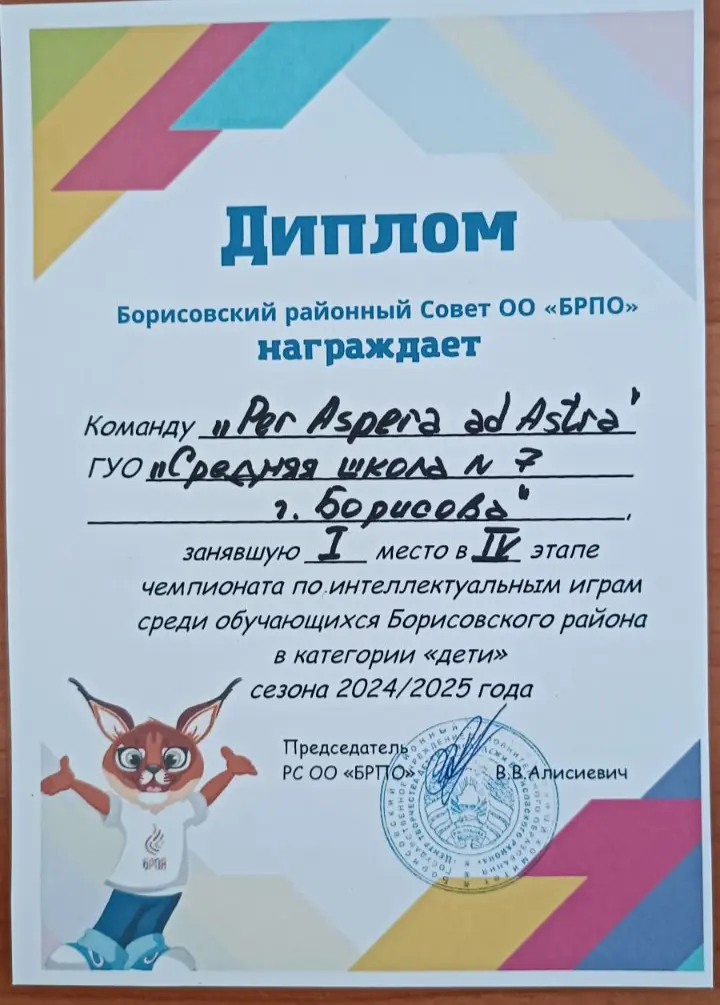 Диплом
Борисовский районный Совет ОО «БРПО»
награждает
Команду „Per Aspera ad Astra"
ГУО „Средняя школа N 7
г. Борисова",
занявшую I место в IV этапе
чемпионата по интеллектуальным играм
среди обучающихся Борисовского района
в категории «дети»
сезона 2024/2025 года
Председатель
РС ОО «БРПО» В.В.Алисиевич
БРПО